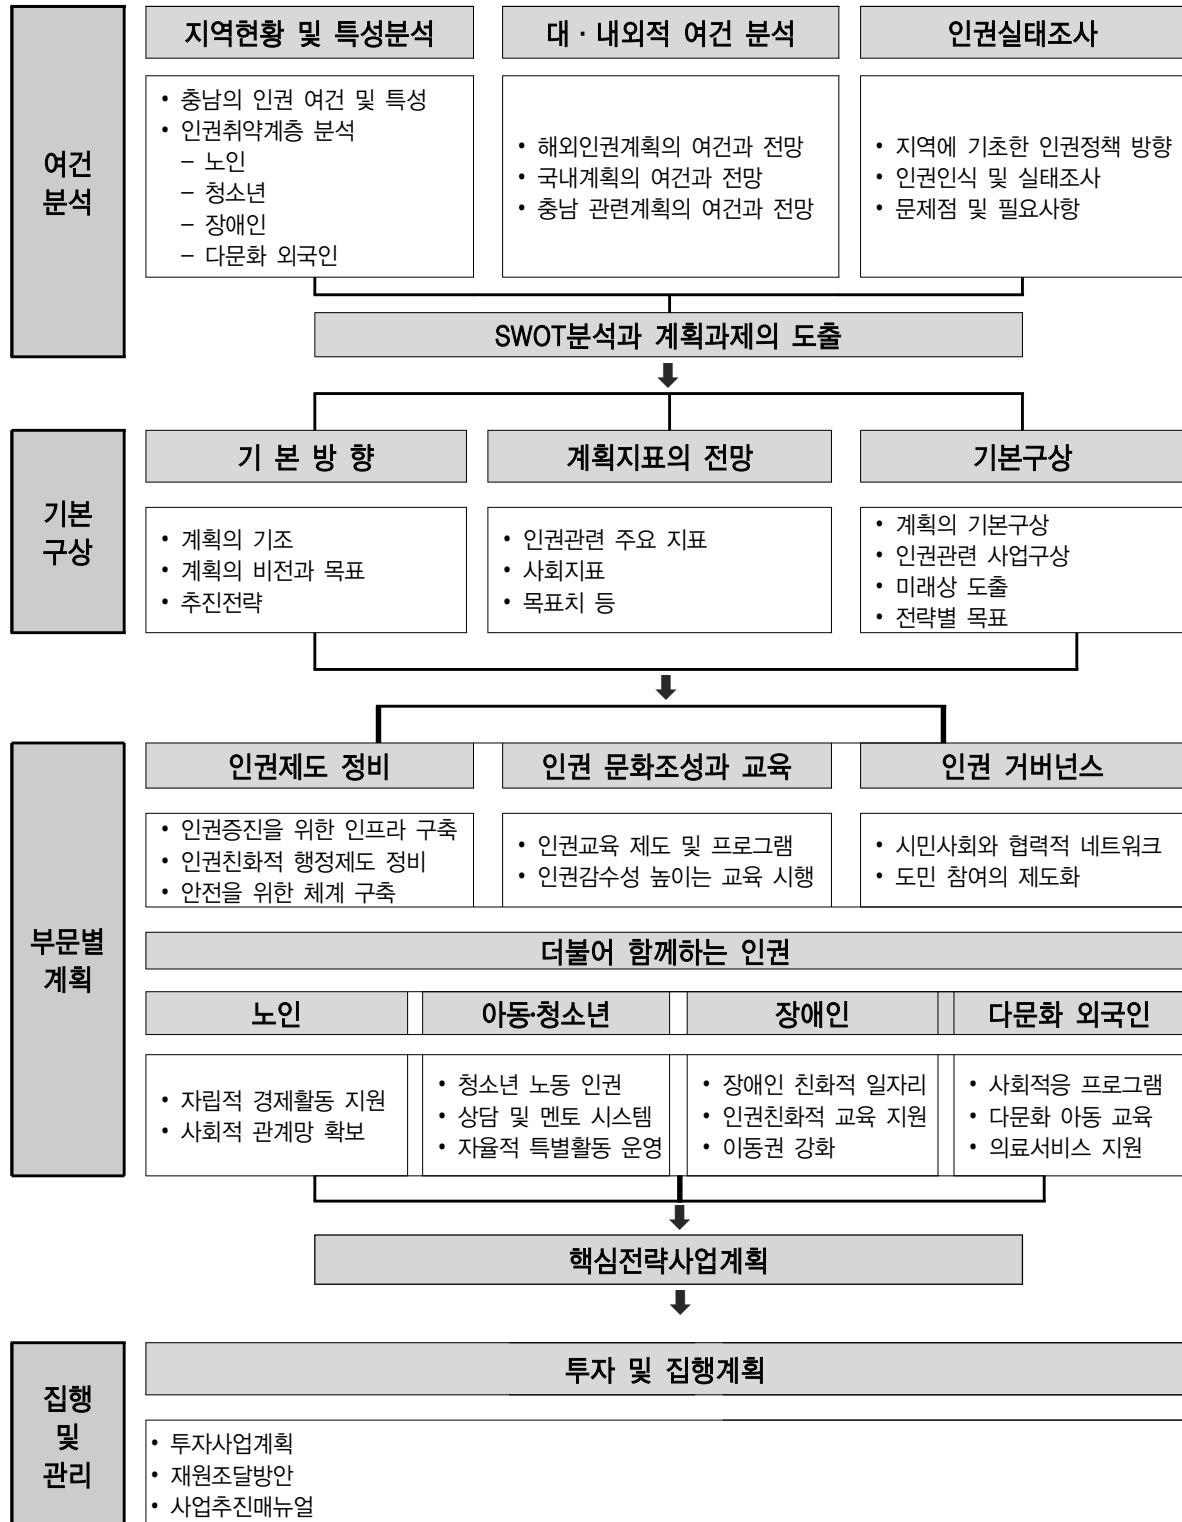 여건
분석
지역현황 및 특성분석
• 충남의 인권 여건 및 특성
• 인권취약계층 분석
– 노인
– 청소년
– 장애인
– 다문화 외국인
대 · 내외적 여건 분석
• 해외인권계획의 여건과 전망
• 국내계획의 여건과 전망
• 충남 관련계획의 여건과 전망
인권실태조사
• 지역에 기초한 인권정책 방향
• 인권인식 및 실태조사
• 문제점 및 필요사항
SWOT분석과 계획과제의 도출
기본
구상
기 본 방 향
• 계획의 기조
• 계획의 비전과 목표
• 추진전략
계획지표의 전망
• 인권관련 주요 지표
• 사회지표
• 목표치 등
기본구상
• 계획의 기본구상
• 인권관련 사업구상
• 미래상 도출
• 전략별 목표
부문별
계획
인권제도 정비
• 인권증진을 위한 인프라 구축
• 인권친화적 행정제도 정비
• 안전을 위한 체계 구축
인권 문화조성과 교육
• 인권교육 제도 및 프로그램
• 인권감수성 높이는 교육 시행
인권 거버넌스
• 시민사회와 협력적 네트워크
• 도민 참여의 제도화
더불어 함께하는 인권
노인
• 자립적 경제활동 지원
• 사회적 관계망 확보
아동·청소년
• 청소년 노동 인권
• 상담 및 멘토 시스템
• 자율적 특별활동 운영
장애인
• 장애인 친화적 일자리
• 인권친화적 교육 지원
• 이동권 강화
다문화 외국인
• 사회적응 프로그램
• 다문화 아동 교육
• 의료서비스 지원
핵심전략사업계획
집행
및
관리
투자 및 집행계획
• 투자사업계획
• 재원조달방안
• 사업추진매뉴얼